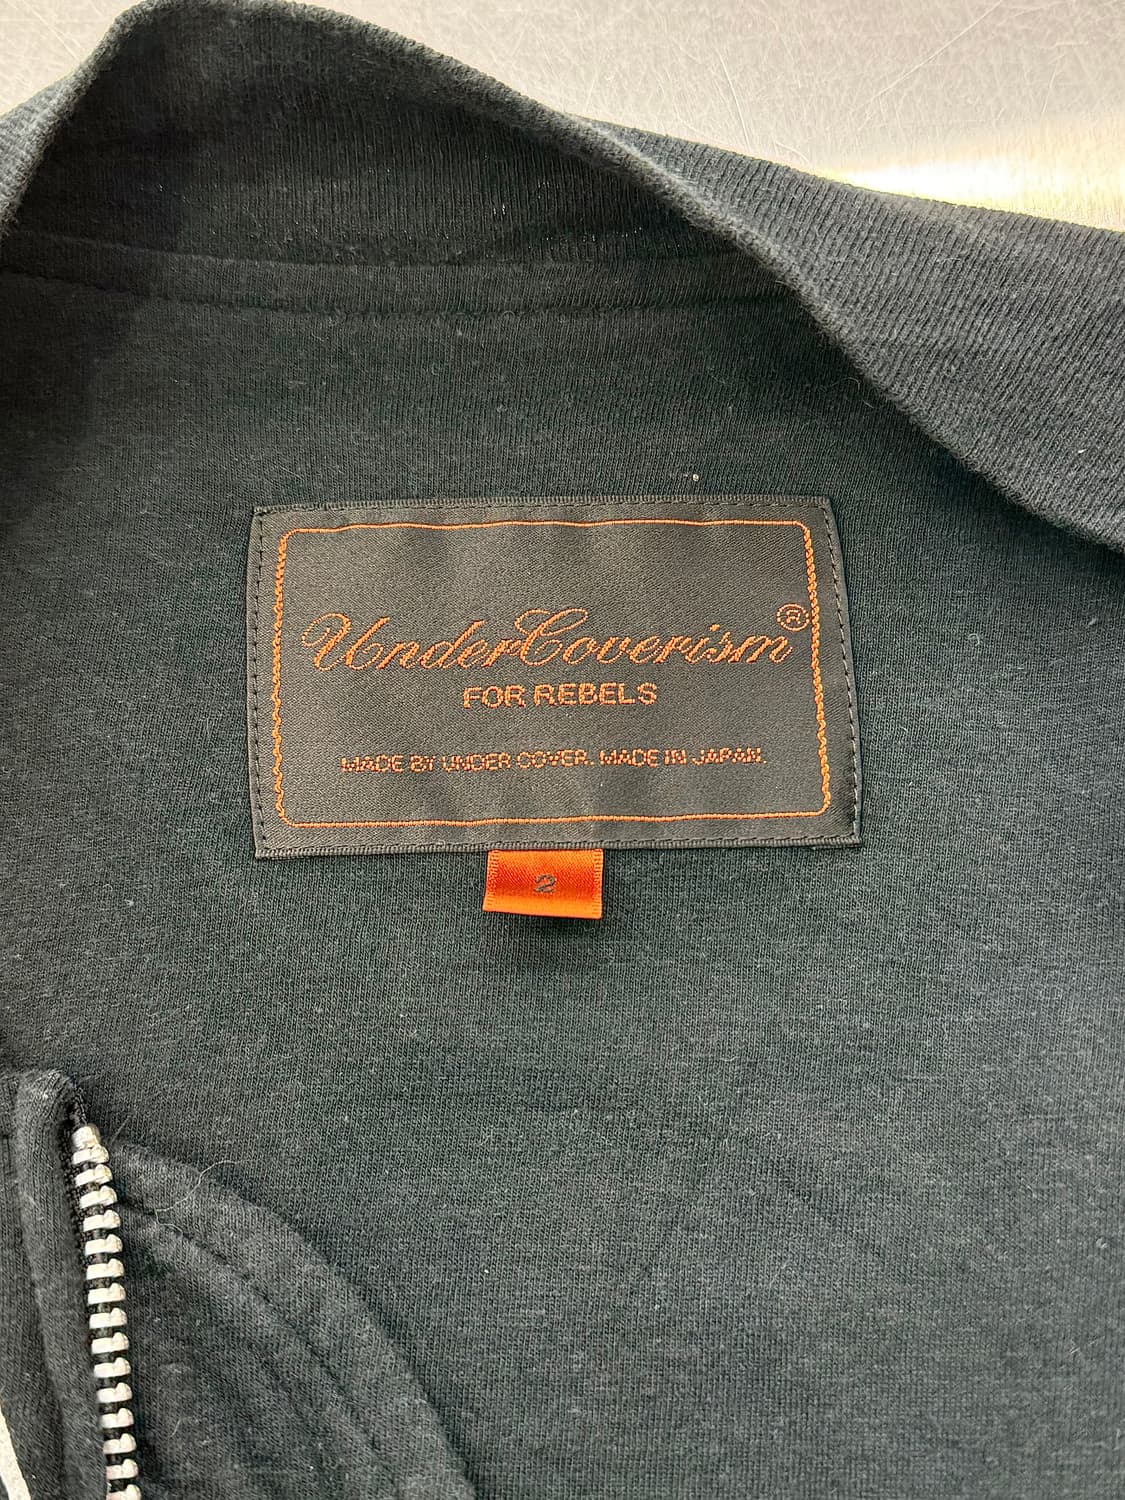 UnderCoverism®
FOR REBELS
MADE BY UNDER COVER. MADE IN JAPAN.
2